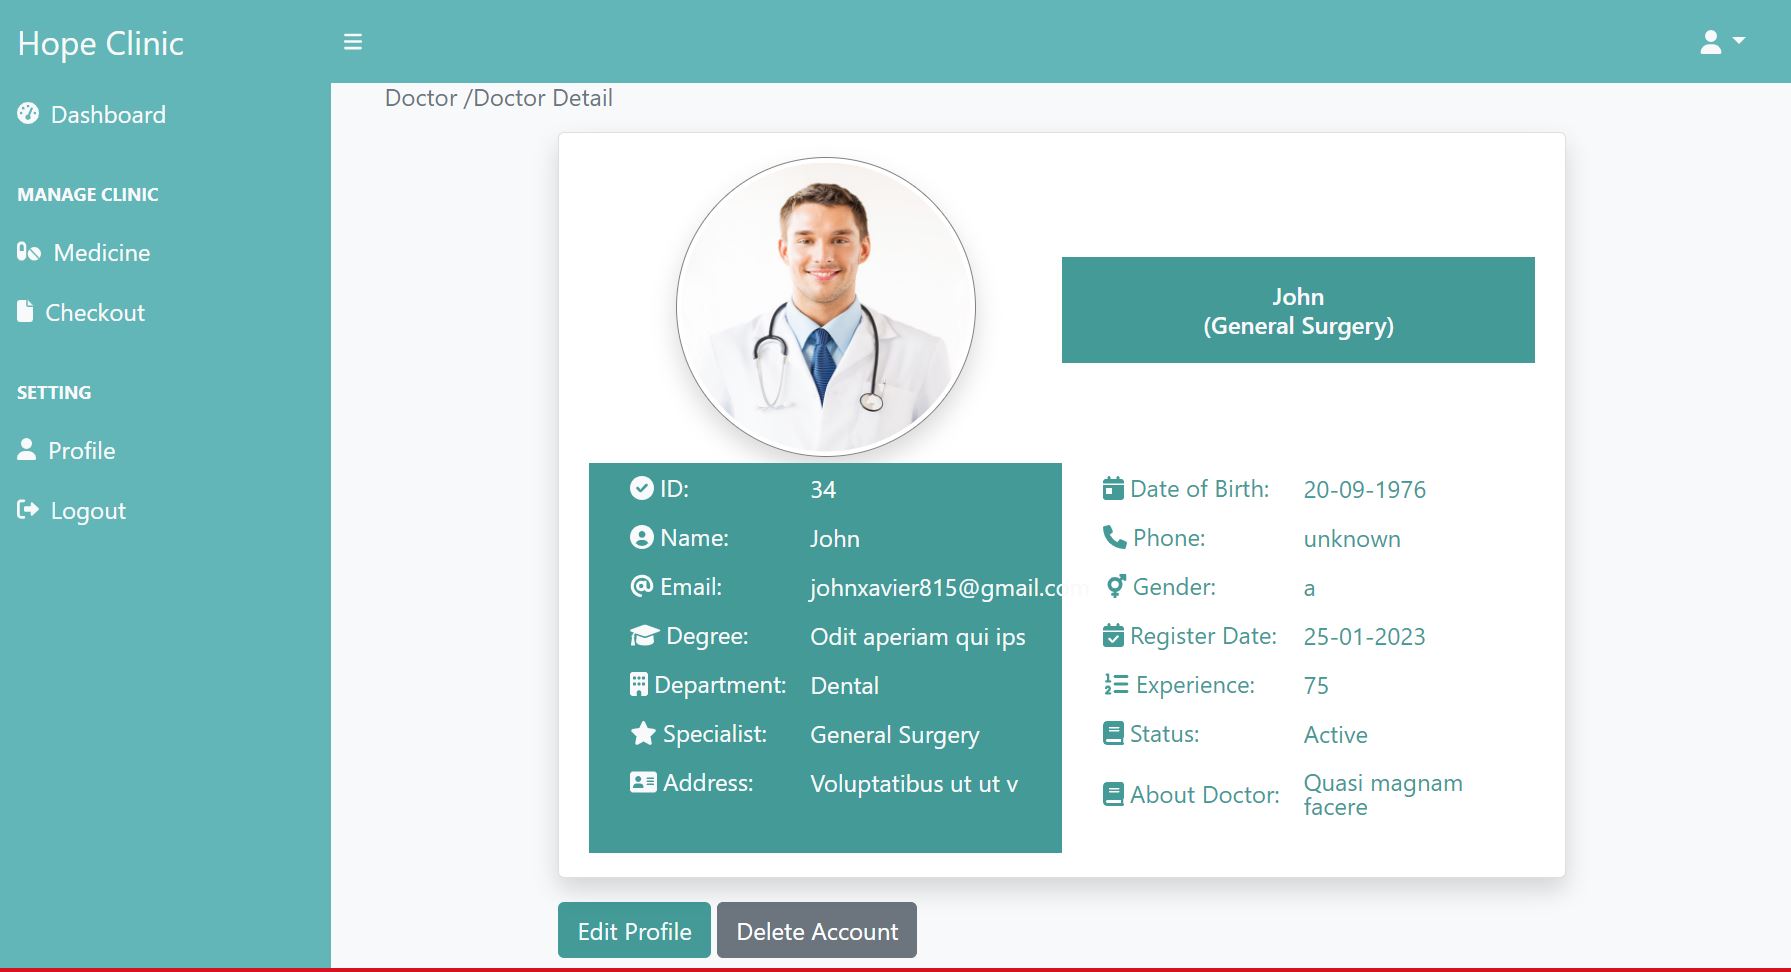 Hope Clinic
Dashboard
MANAGE CLINIC
Medicine
Checkout
SETTING
Profile
Logout
Doctor /Doctor Detail
John
(General Surgery)
ID: 34
Name: John
Email: johnxavier815@gmail.com
Degree: Odit aperiam qui ips
Department: Dental
Specialist: General Surgery
Address: Voluptatibus ut ut v
Date of Birth: 20-09-1976
Phone: unknown
Gender: a
Register Date: 25-01-2023
Experience: 75
Status: Active
About Doctor: Quasi magnam
facere
Edit Profile Delete Account